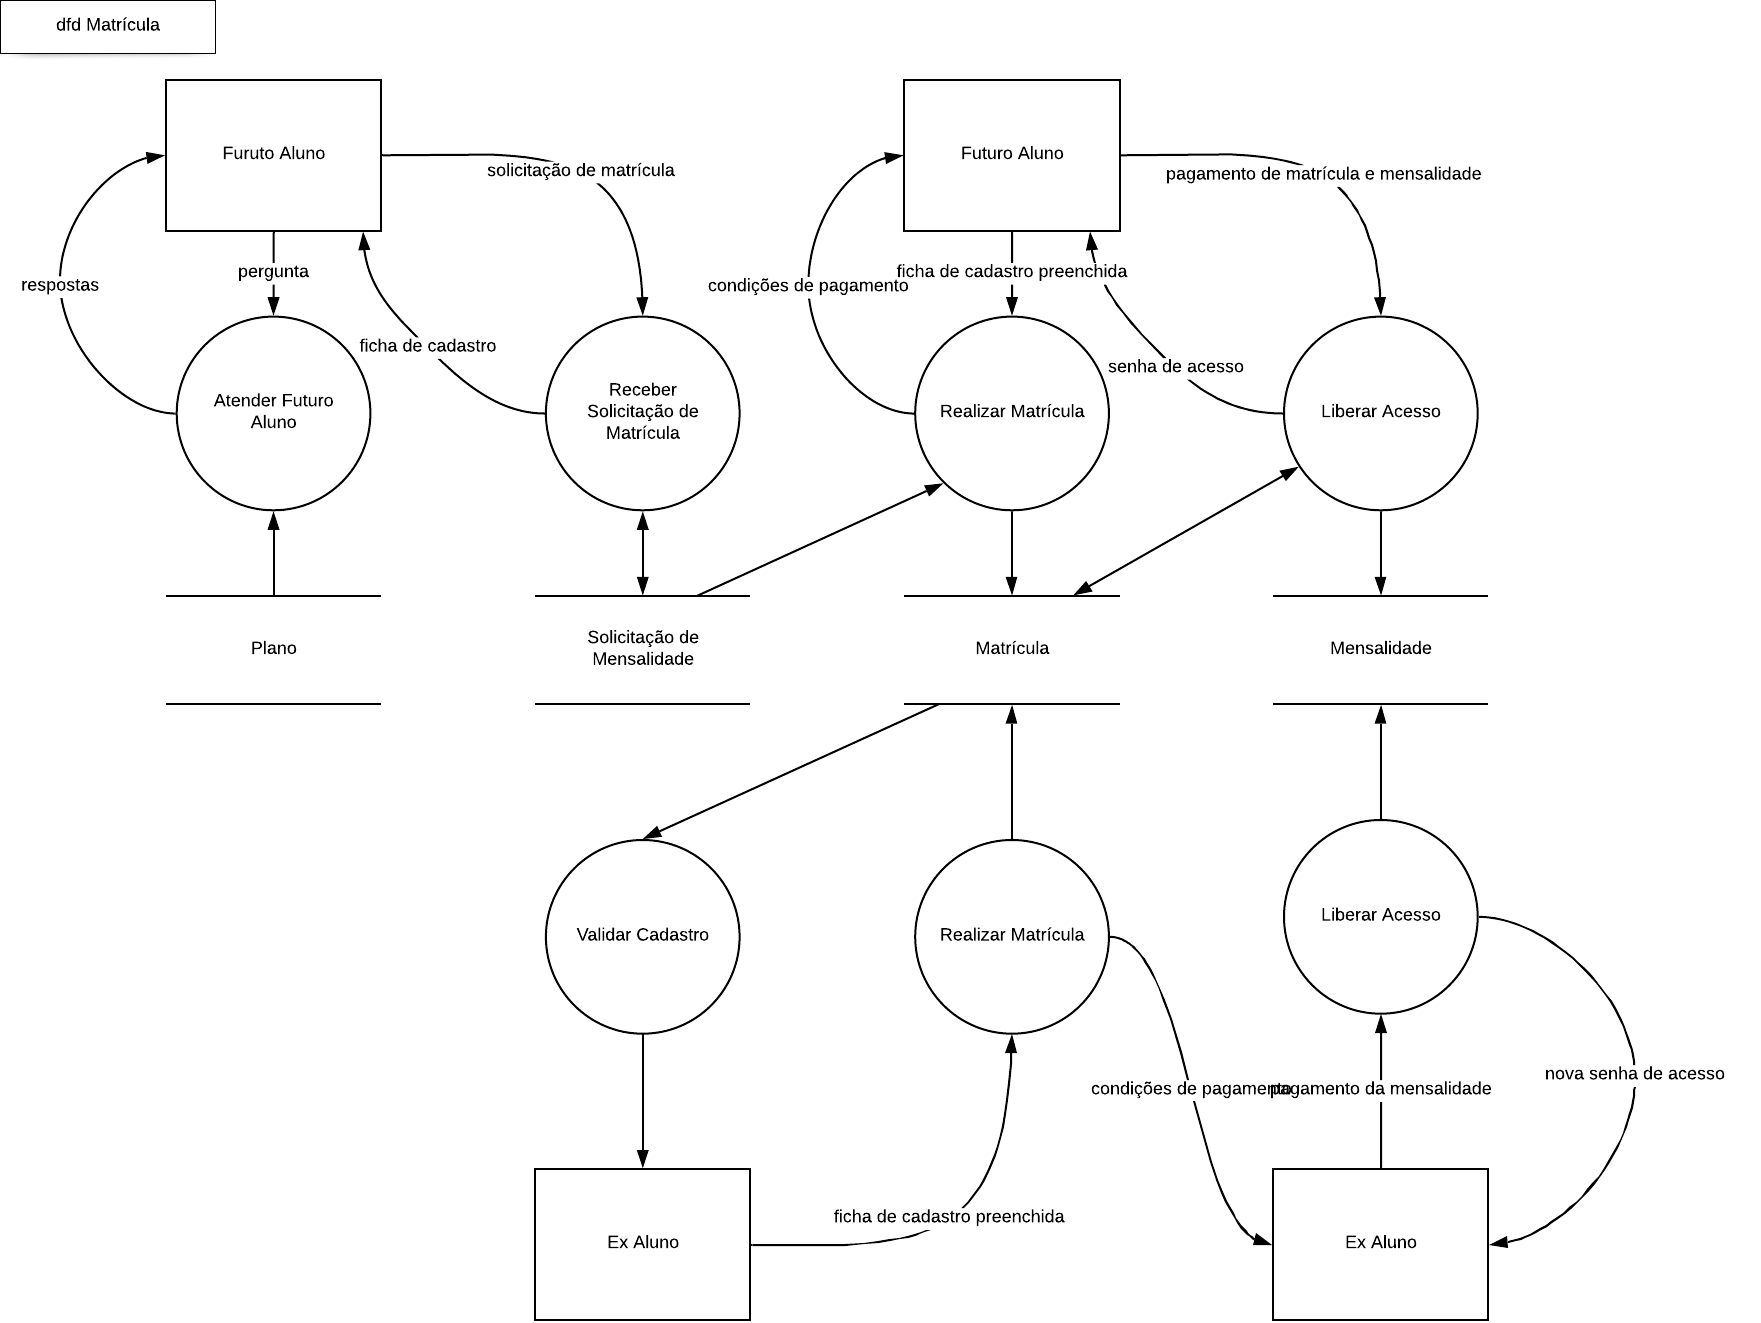 dfd Matrícula
Furuto Aluno
Futuro Aluno
solicitação de matrícula
pagamento de matrícula e mensalidade
respostas
pergunta
condições de pagamento
ficha de cadastro preenchida
ficha de cadastro
senha de acesso
Atender Futuro
Aluno
Receber
Solicitação de
Matrícula
Realizar Matrícula
Liberar Acesso
Plano
Solicitação de
Mensalidade
Matrícula
Mensalidade
Validar Cadastro
Realizar Matrícula
Liberar Acesso
condições de pagamento
pagamento da mensalidade
nova senha de acesso
ficha de cadastro preenchida
Ex Aluno
Ex Aluno